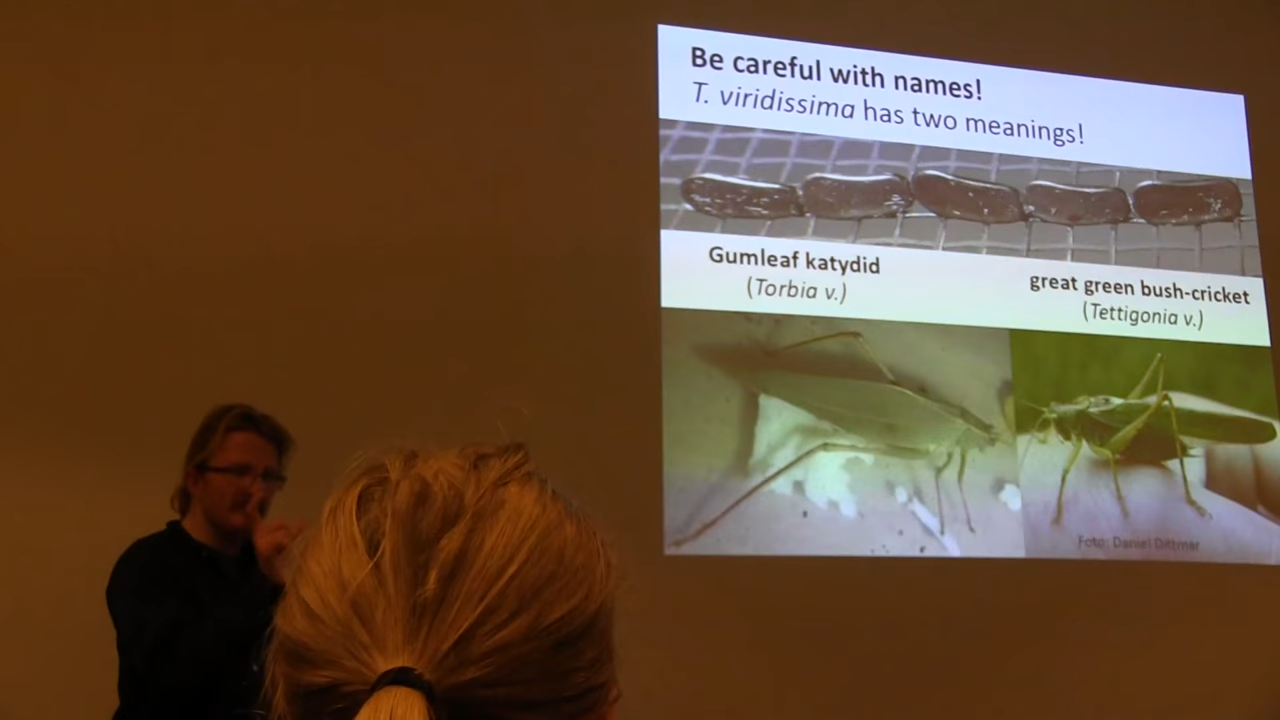 Be careful with names!
T. viridissima has two meanings!
Gumleaf katydid
(Torbia v.)
great green bush-cricket
(Tettigonia v.)
Foto: Daniel Dittmar